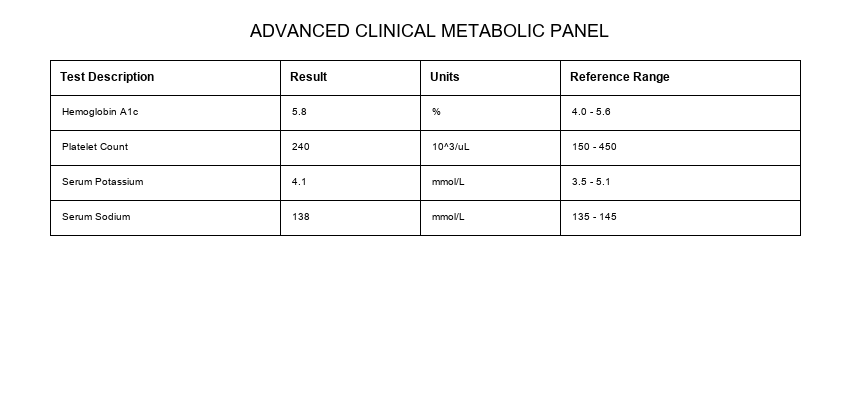 ADVANCED CLINICAL METABOLIC PANEL
Test Description Result Units Reference Range
Hemoglobin A1c 5.8 % 4.0 - 5.6
Platelet Count 240 10^3/uL 150 - 450
Serum Potassium 4.1 mmol/L 3.5 - 5.1
Serum Sodium 138 mmol/L 135 - 145